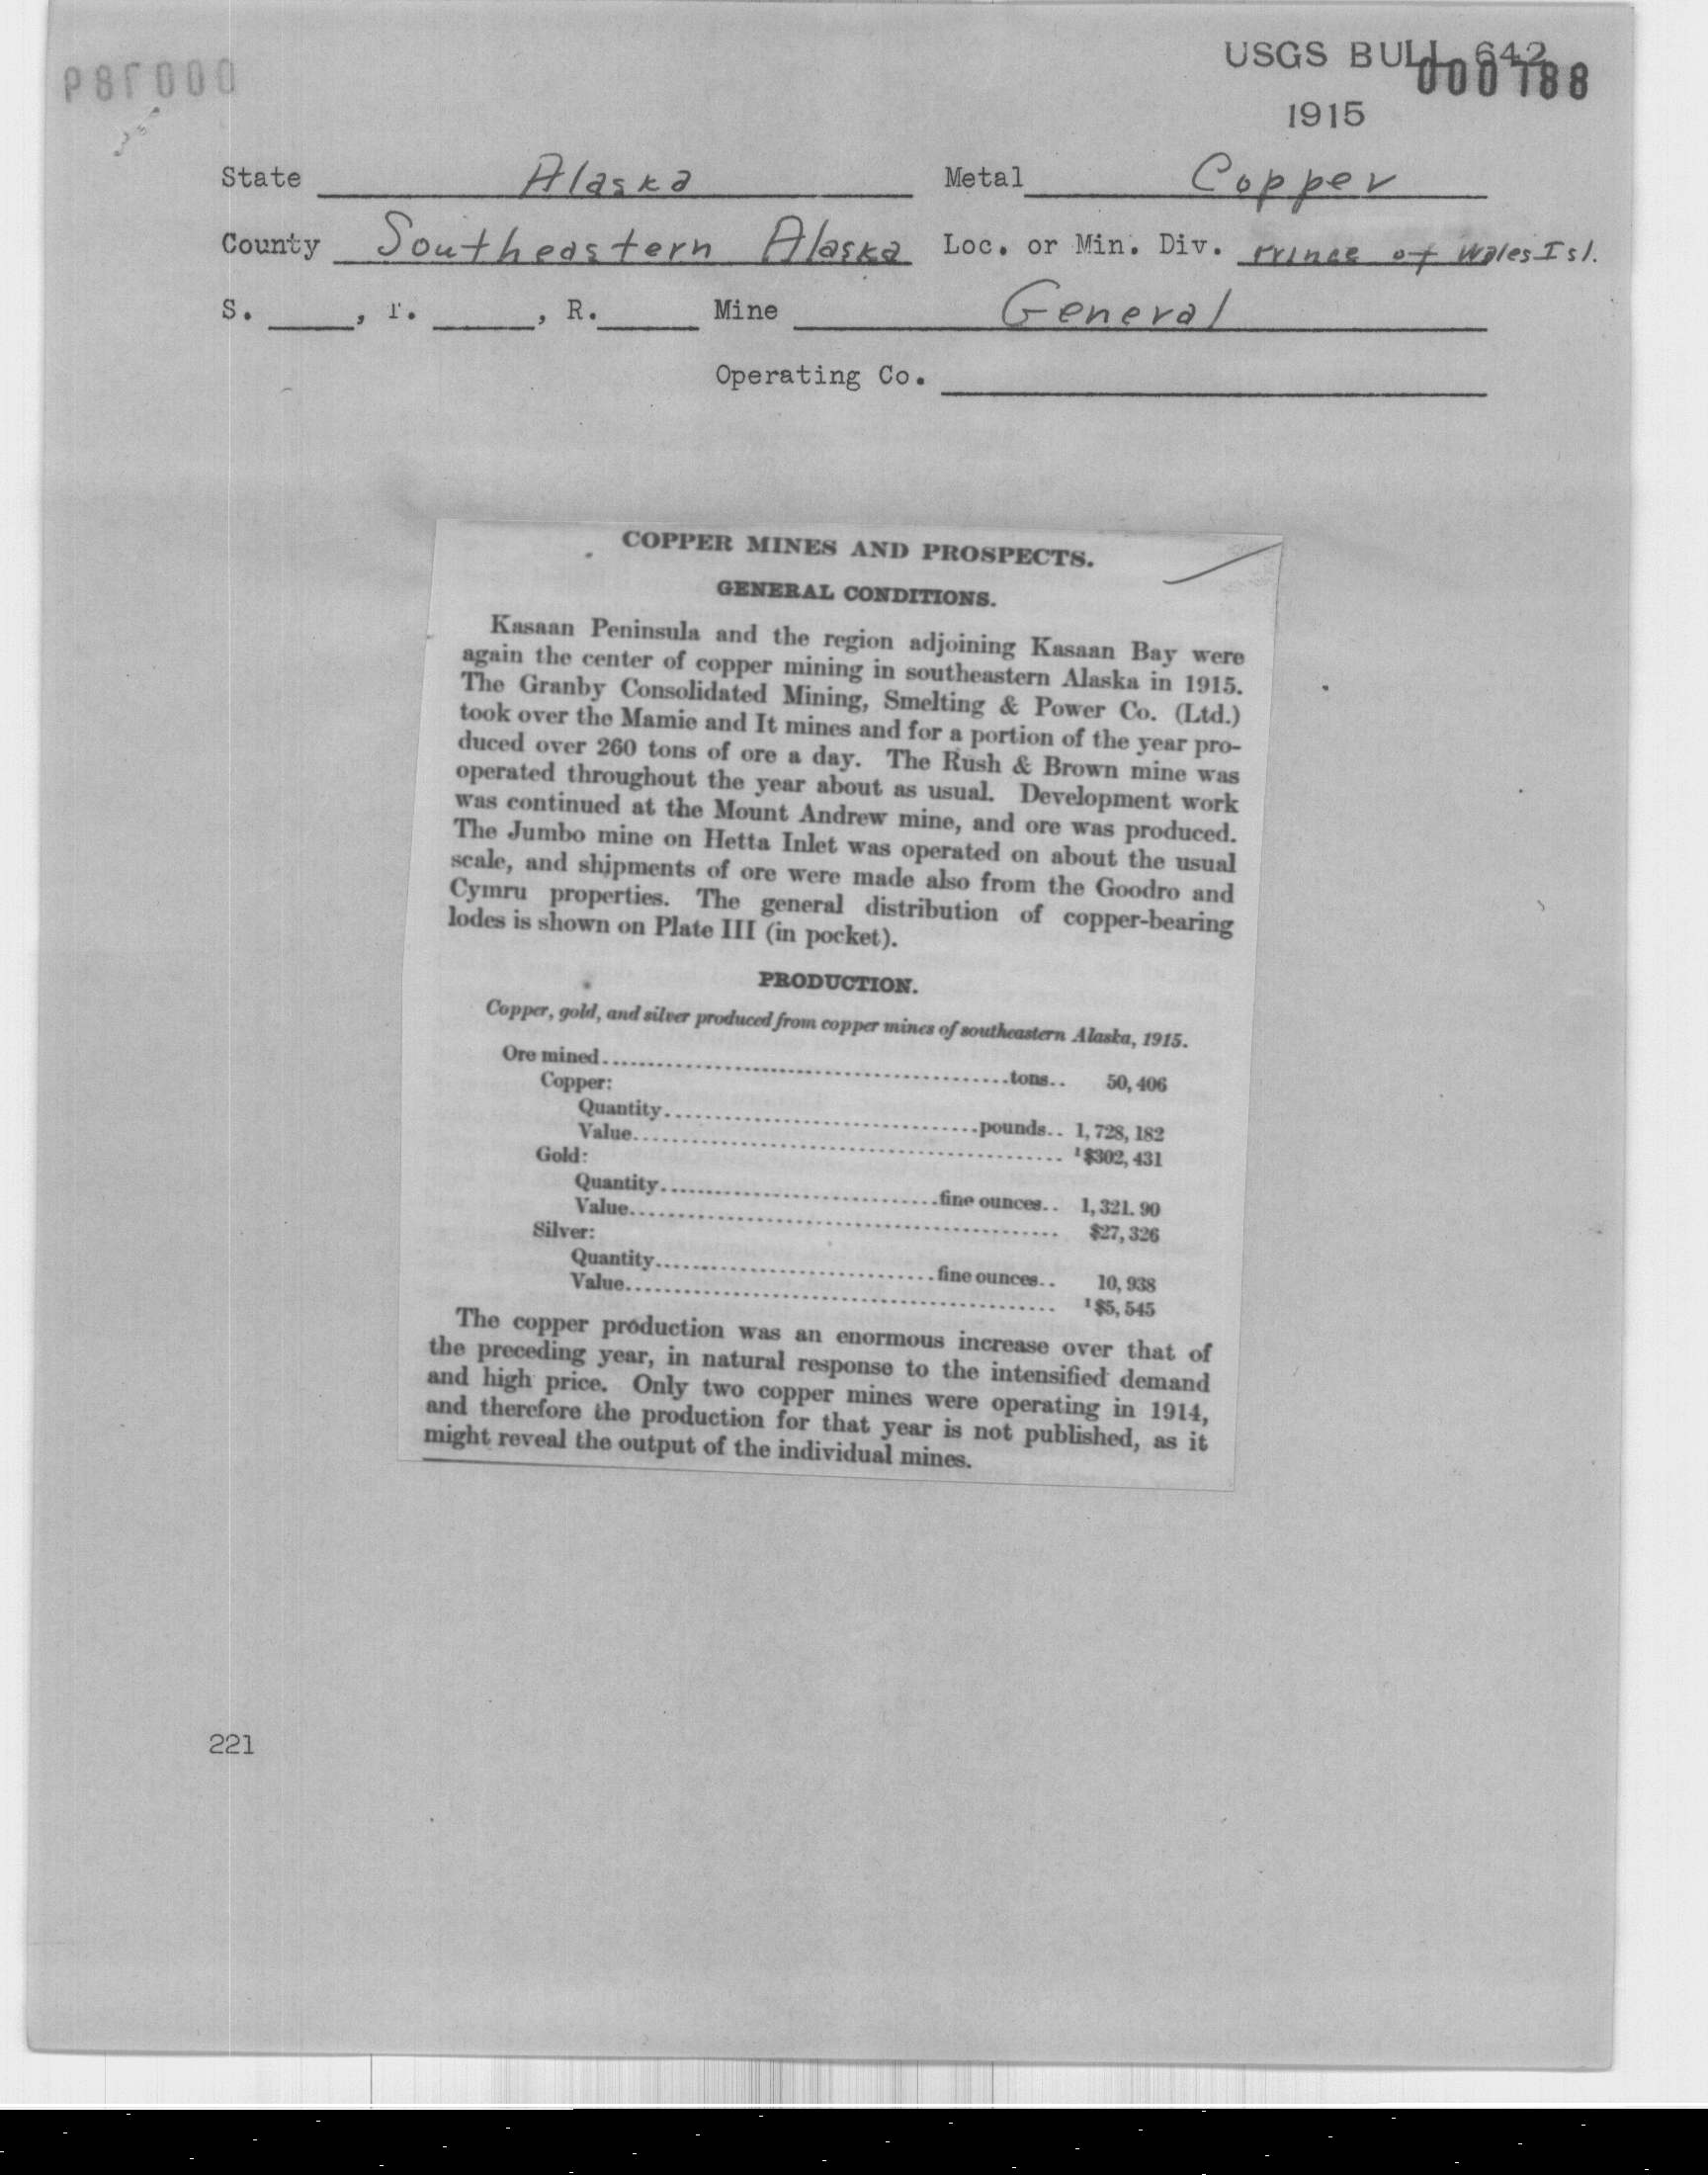 USGS BULL 642
000788
1915
State Alaska Metal Copper
County Southeastern Alaska Loc. or Min. Div. Prince of Wales Isl.
S. ____, T. ____, R. ____ Mine General
Operating Co.
COPPER MINES AND PROSPECTS.
GENERAL CONDITIONS.
Kasaan Peninsula and the region adjoining Kasaan Bay were
again the center of copper mining in southeastern Alaska in 1915.
The Granby Consolidated Mining, Smelting & Power Co. (Ltd.)
took over the Mamie and It mines and for a portion of the year pro-
duced over 260 tons of ore a day. The Rush & Brown mine was
operated throughout the year about as usual. Development work
was continued at the Mount Andrew mine, and ore was produced.
The Jumbo mine on Hetta Inlet was operated on about the usual
scale, and shipments of ore were made also from the Goodro and
Cymru properties. The general distribution of copper-bearing
lodes is shown on Plate III (in pocket).
PRODUCTION.
Copper, gold, and silver produced from copper mines of southeastern Alaska, 1915.
Ore mined........tons.. 50,406
Copper:
Quantity........pounds.. 1,728,182
Value........ ¹$302,431
Gold:
Quantity........fine ounces.. 1,321.90
Value........ $27,326
Silver:
Quantity........fine ounces.. 10,938
Value........ ¹$5,545
The copper production was an enormous increase over that of
the preceding year, in natural response to the intensified demand
and high price. Only two copper mines were operating in 1914,
and therefore the production for that year is not published, as it
might reveal the output of the individual mines.
221